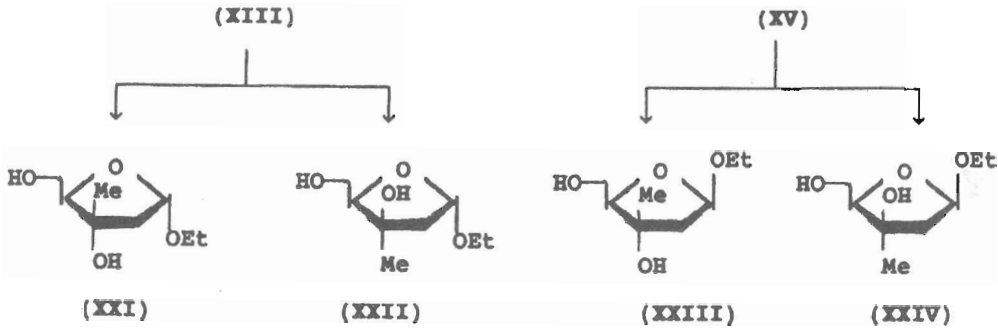 (XIII) (XV)
O O O OEt O OEt
HO Me HO OH HO Me HO OH
OEt OEt
OH Me OH Me
(XXI) (XXII) (XXIII) (XXIV)